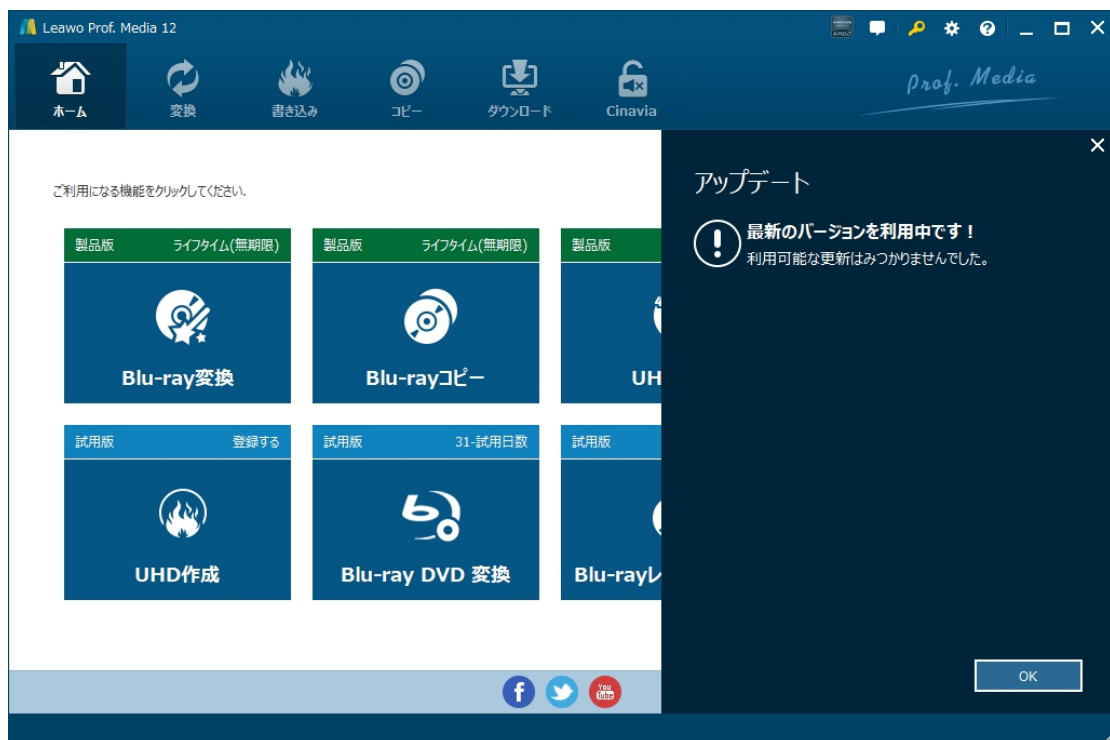 Leawo Prof. Media 12
ホーム
変換
書き込み
コピー
ダウンロード
Cinavia
Prof. Media
ご利用になる機能をクリックしてください.
製品版 ライフタイム(無期限)
製品版 ライフタイム(無期限)
製品版
Blu-ray変換
Blu-rayコピー
UH
試用版 登録する
試用版 31-試用日数
試用版
UHD作成
Blu-ray DVD 変換
Blu-rayレ
アップデート
最新のバージョンを利用中です！
利用可能な更新はみつかりませんでした。
OK
You
Tube